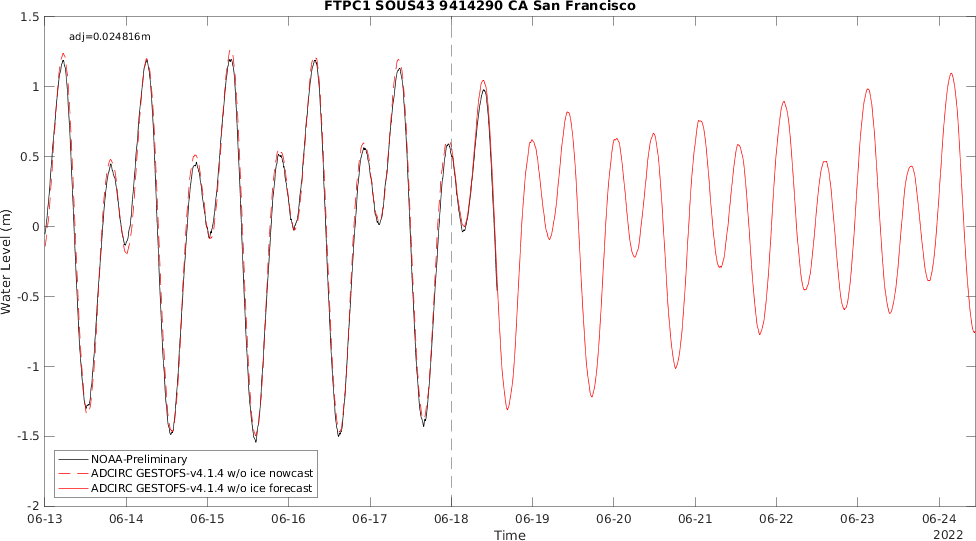 FTPC1 SOUS43 9414290 CA San Francisco
1.5
adj=0.024816m
1
0.5
0
-0.5
-1
-1.5
-2
Water Level (m)
NOAA-Preliminary
ADCIRC GESTOFS-v4.1.4 w/o ice nowcast
ADCIRC GESTOFS-v4.1.4 w/o ice forecast
06-13 06-14 06-15 06-16 06-17 06-18 06-19 06-20 06-21 06-22 06-23 06-24
Time
2022